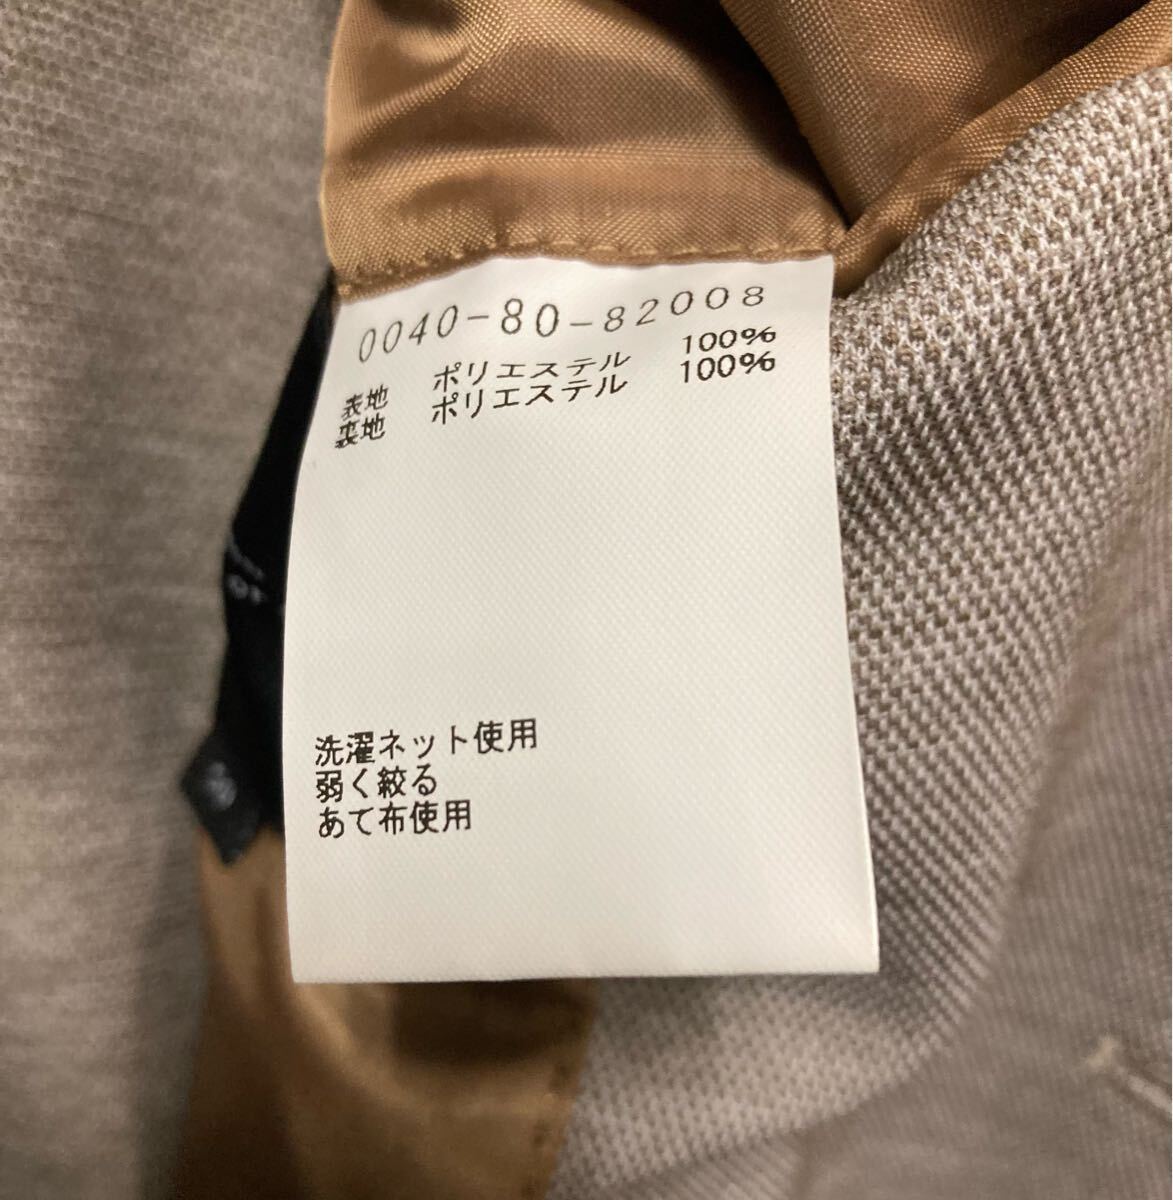 0040-80-82008
表地 ポリエステル 100%
裏地 ポリエステル 100%
洗濯ネット使用
弱く絞る
あて布使用